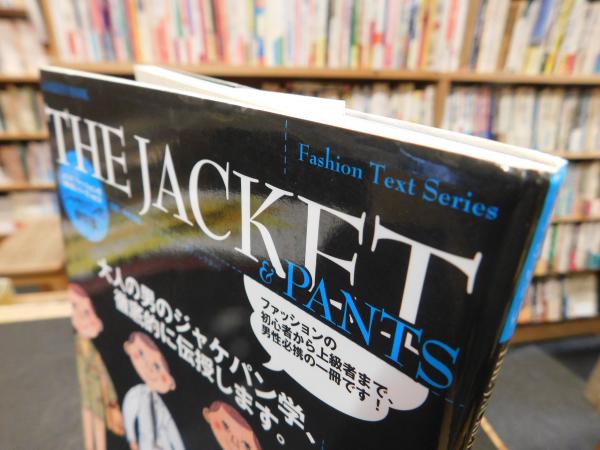 Fashion Text Series
THE JACKET
& PANTS
ファッションの
初心者から上級者まで、
男性必携の一冊です！
大人の男のジャケパン学、
徹底的に伝授します。